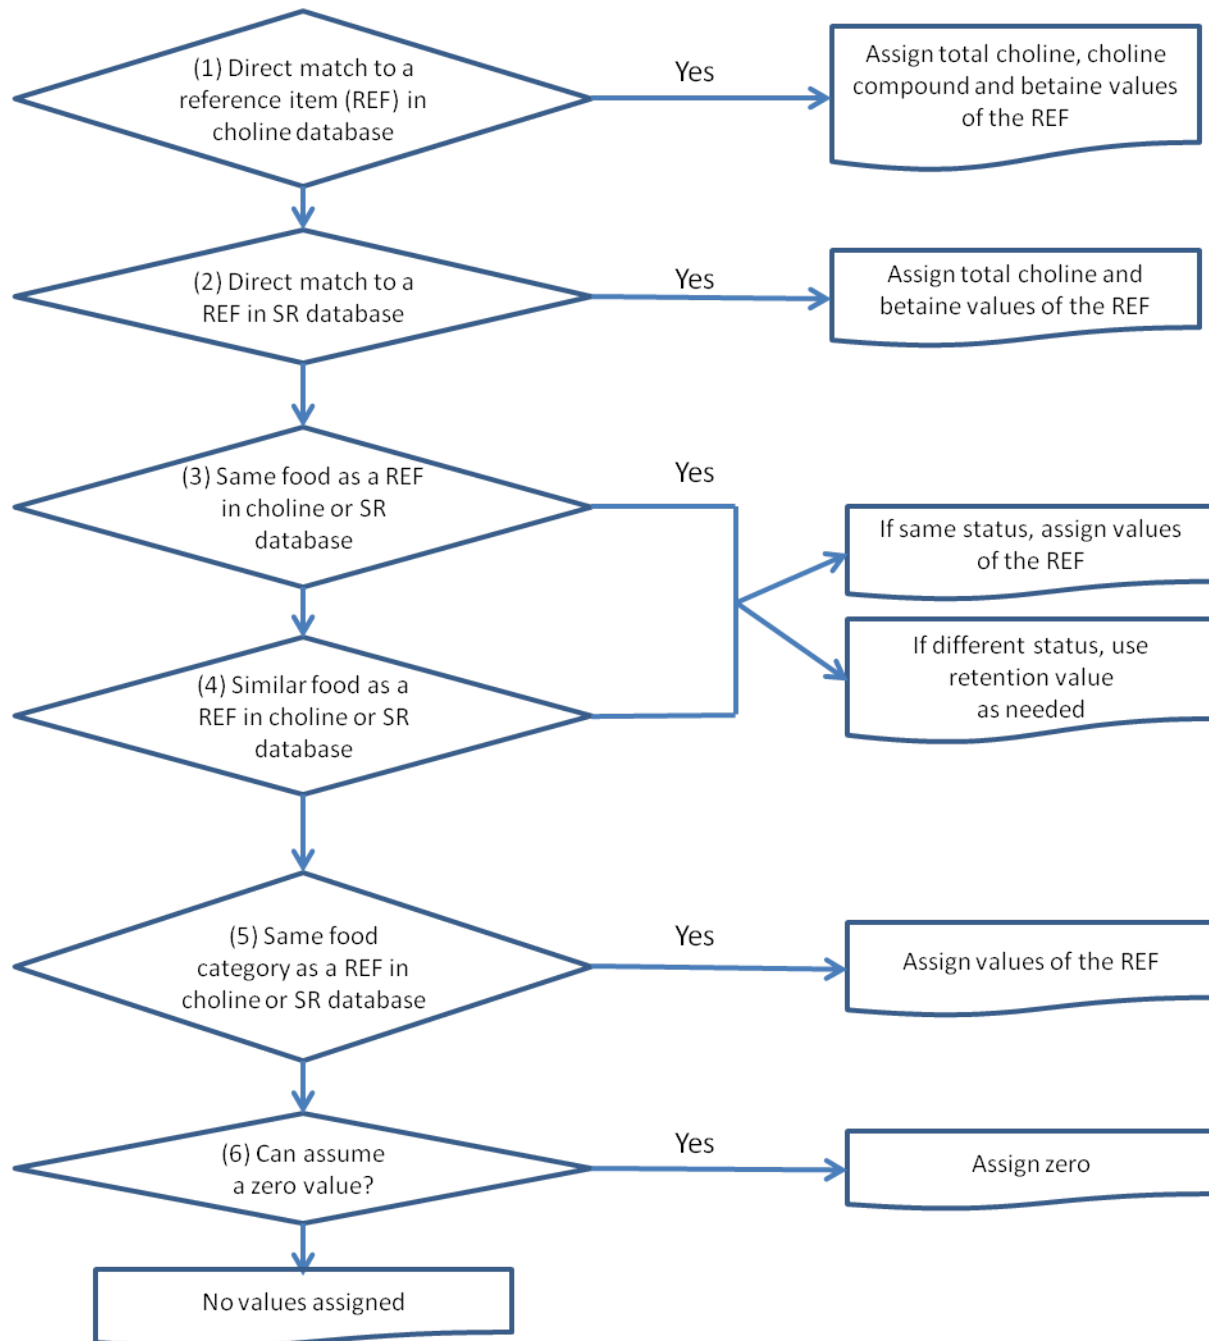 (1) Direct match to a
reference item (REF) in
choline database
Yes
Assign total choline, choline
compound and betaine values
of the REF
(2) Direct match to a
REF in SR database
Yes
Assign total choline and
betaine values of the REF
(3) Same food as a REF
in choline or SR
database
Yes
If same status, assign values
of the REF
If different status, use
retention value
as needed
(4) Similar food as a
REF in choline or SR
database
(5) Same food
category as a REF in
choline or SR database
Yes
Assign values of the REF
(6) Can assume
a zero value?
Yes
Assign zero
No values assigned